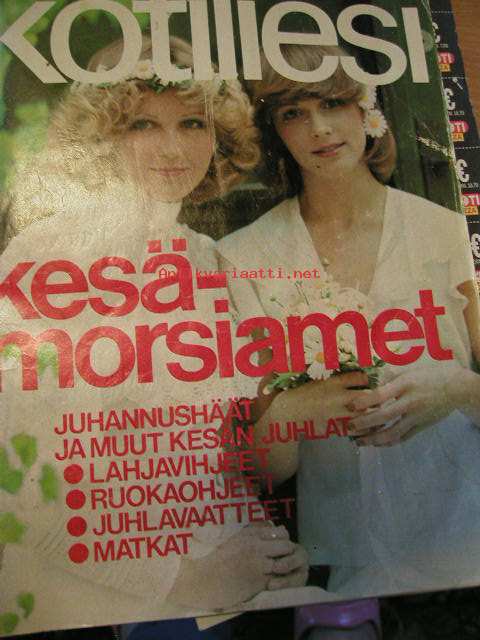 kotiliesi
kesä-
morsiamet
Antikvariaatti.net
JUHANNUSHÄÄT
JA MUUT KESÄN JUHLAT
● LAHJAVIHJEET
● RUOKAOHJEET
● JUHLAVAATTEET
● MATKAT